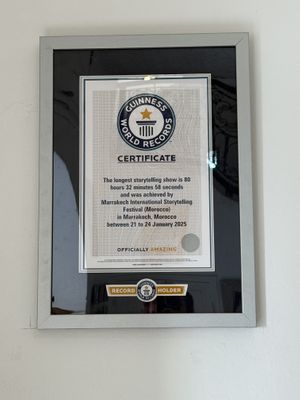 GUINNESS
WORLD RECORDS
CERTIFICATE
The longest storytelling show is 80
hours 32 minutes 58 seconds
and was achieved by
Marrakech International Storytelling
Festival (Morocco)
in Marrakech, Morocco
between 21 to 24 January 2025
OFFICIALLY AMAZING
RECORD HOLDER